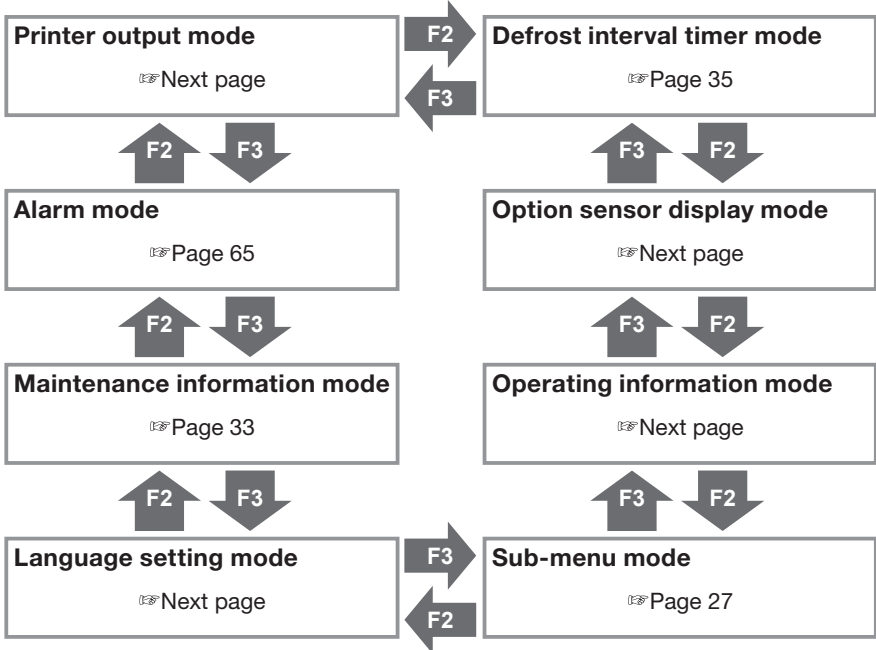 Printer output mode
☞Next page
F2
F3
Defrost interval timer mode
☞Page 35
F2
F3
F3
F2
Alarm mode
☞Page 65
Option sensor display mode
☞Next page
F2
F3
F3
F2
Maintenance information mode
☞Page 33
Operating information mode
☞Next page
F2
F3
F3
F2
Language setting mode
☞Next page
F3
F2
Sub-menu mode
☞Page 27